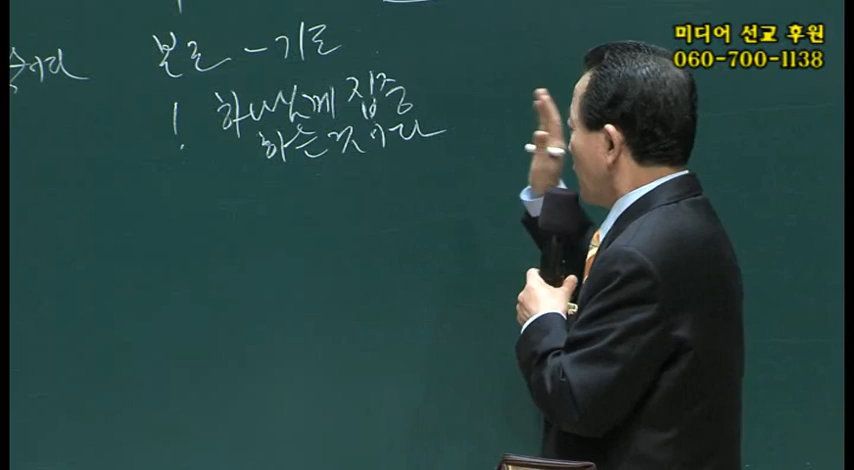 본론 - 기도
! 하나님께 집중
하는 것이다
미디어 선교 후원
060-700-1138